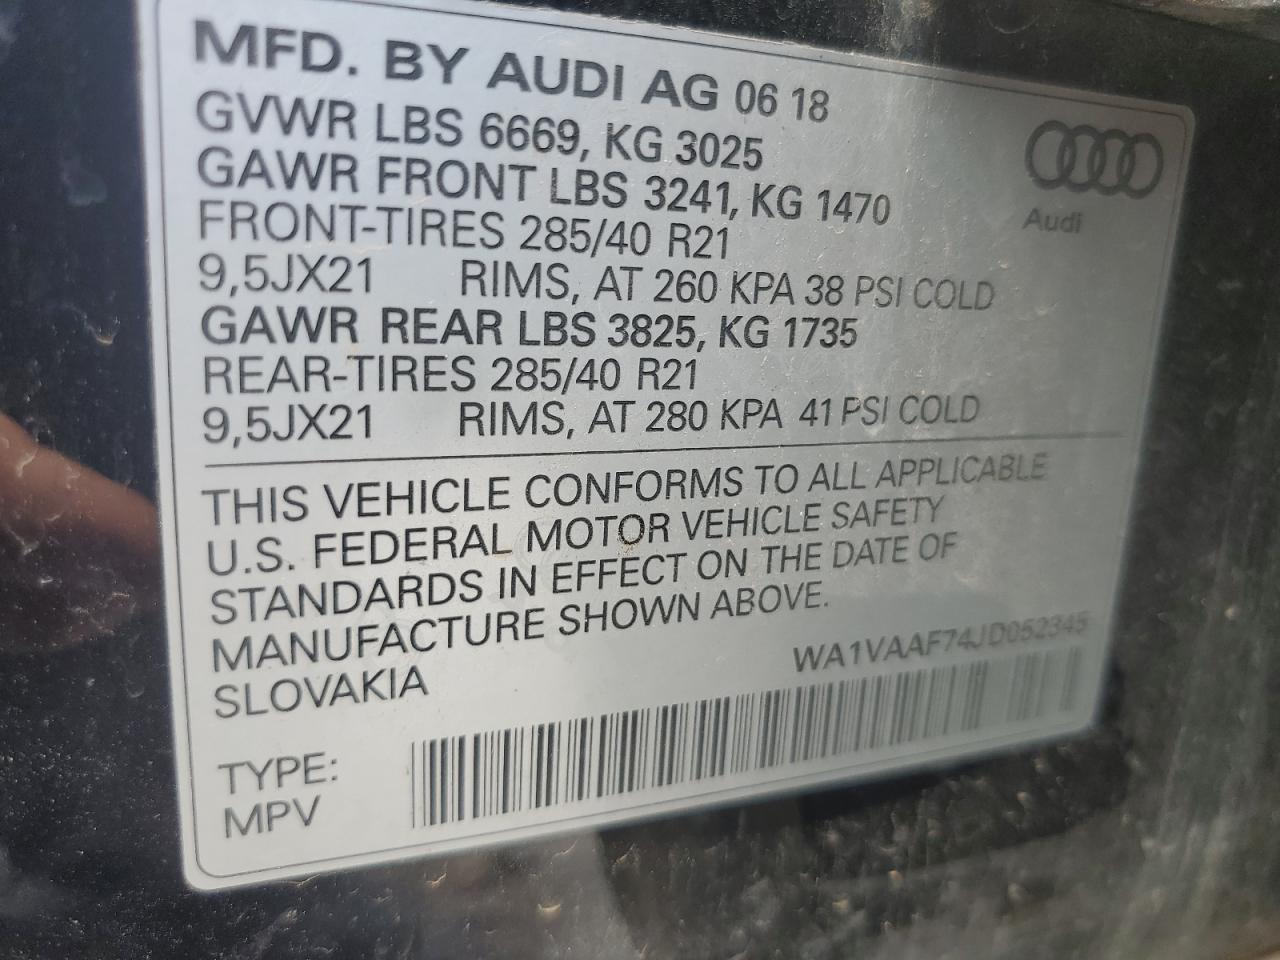 MFD. BY AUDI AG 06 18
GVWR LBS 6669, KG 3025
GAWR FRONT LBS 3241, KG 1470
FRONT-TIRES 285/40 R21
9,5JX21 RIMS, AT 260 KPA 38 PSI COLD
GAWR REAR LBS 3825, KG 1735
REAR-TIRES 285/40 R21
9,5JX21 RIMS, AT 280 KPA 41 PSI COLD
Audi
THIS VEHICLE CONFORMS TO ALL APPLICABLE
U.S. FEDERAL MOTOR VEHICLE SAFETY
STANDARDS IN EFFECT ON THE DATE OF
MANUFACTURE SHOWN ABOVE.
SLOVAKIA
WA1VAAF74JD052345
TYPE:
MPV